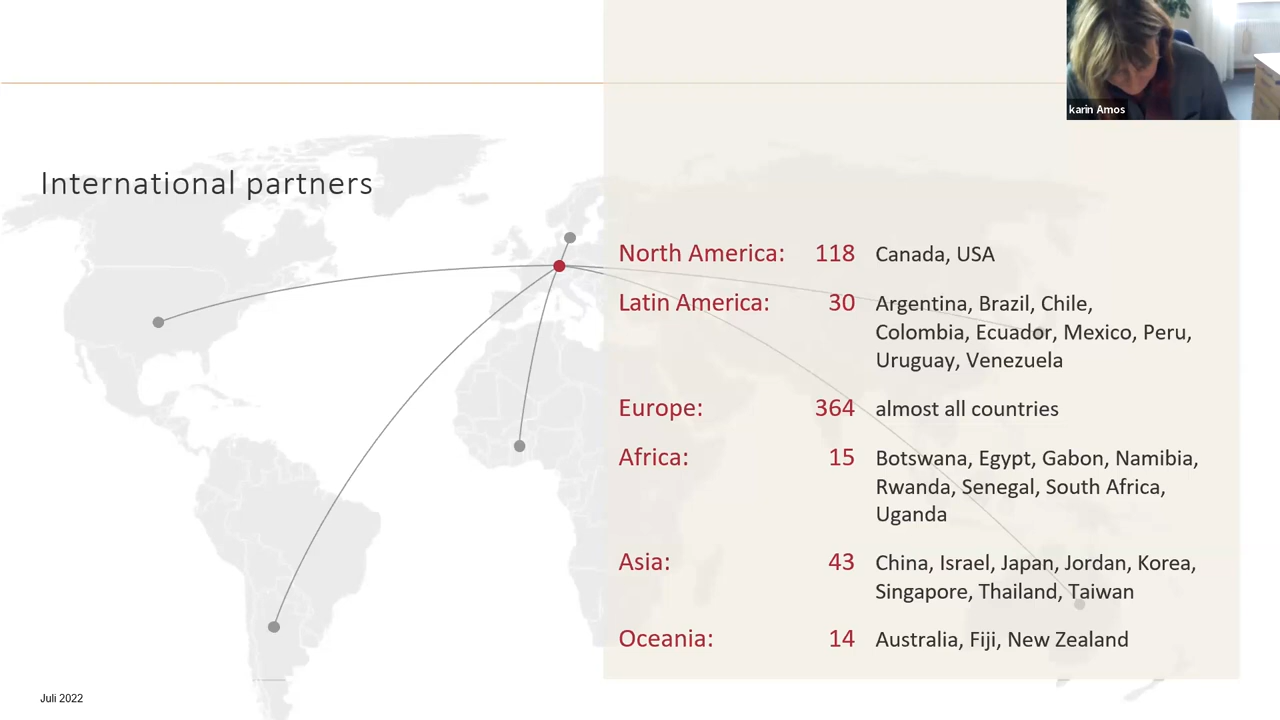 karin Amos
International partners
North America: 118 Canada, USA
Latin America: 30 Argentina, Brazil, Chile,
Colombia, Ecuador, Mexico, Peru,
Uruguay, Venezuela
Europe: 364 almost all countries
Africa: 15 Botswana, Egypt, Gabon, Namibia,
Rwanda, Senegal, South Africa,
Uganda
Asia: 43 China, Israel, Japan, Jordan, Korea,
Singapore, Thailand, Taiwan
Oceania: 14 Australia, Fiji, New Zealand
Juli 2022